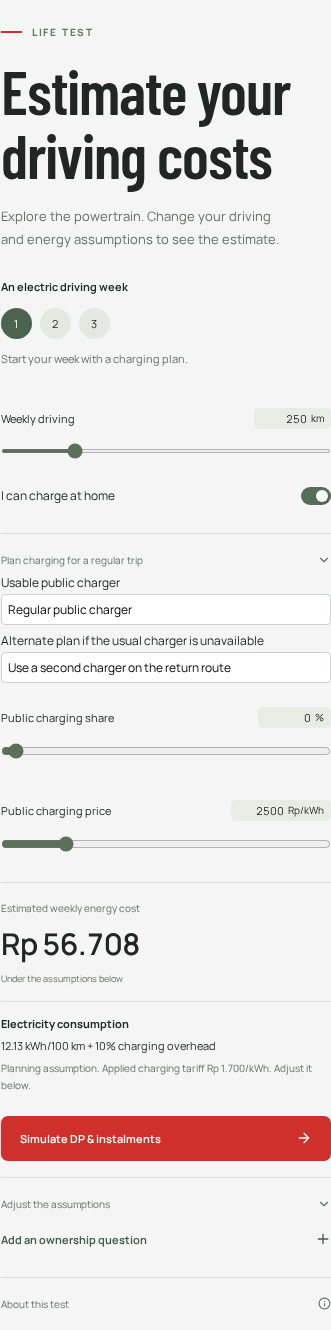 LIFE TEST
Estimate your
driving costs
Explore the powertrain. Change your driving
and energy assumptions to see the estimate.
An electric driving week
1 2 3
Start your week with a charging plan.
Weekly driving 250 km
I can charge at home
Plan charging for a regular trip
Usable public charger
Regular public charger
Alternate plan if the usual charger is unavailable
Use a second charger on the return route
Public charging share 0 %
Public charging price 2500 Rp/kWh
Estimated weekly energy cost
Rp 56.708
Under the assumptions below
Electricity consumption
12.13 kWh/100 km + 10% charging overhead
Planning assumption. Applied charging tariff Rp 1.700/kWh. Adjust it
below.
Simulate DP & instalments
Adjust the assumptions
Add an ownership question
About this test